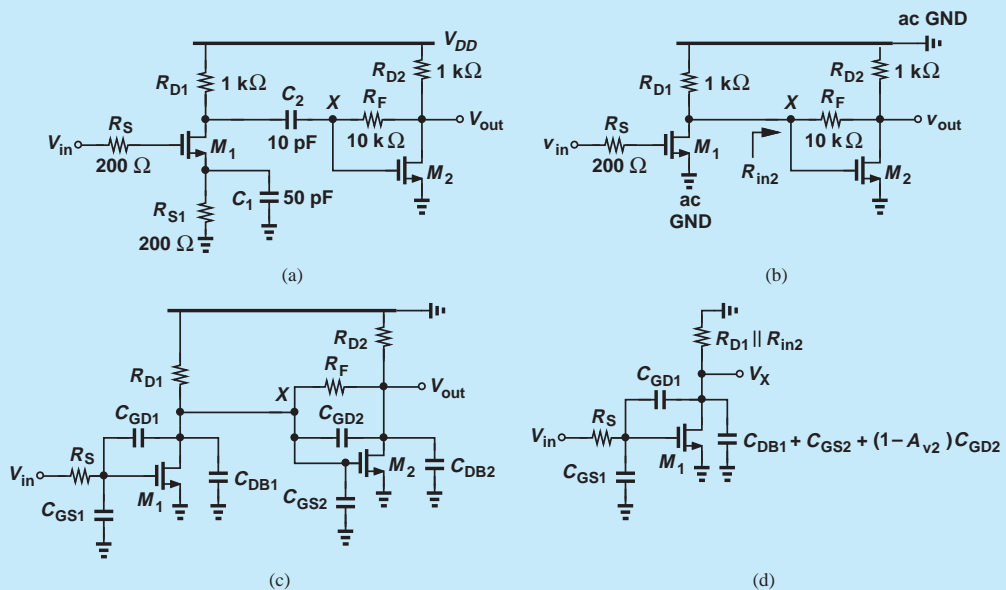 V_DD
R_D1
1 kΩ
R_D2
1 kΩ
C_2
X
R_F
V_in
R_S
200 Ω
M_1
10 pF
10 k Ω
V_out
M_2
C_1
50 pF
R_S1
200 Ω
(a)
ac GND
R_D1
1 kΩ
R_D2
1 kΩ
X
R_F
v_in
R_S
200 Ω
M_1
10 k Ω
v_out
R_in2
M_2
ac
GND
(b)
R_D2
R_F
R_D1
X
V_out
C_GD1
C_GD2
V_in
R_S
M_1
C_DB1
M_2
C_DB2
C_GS1
C_GS2
(c)
R_D1 || R_in2
C_GD1
V_X
V_in
R_S
M_1
C_DB1 + C_GS2 + (1− A_v2) C_GD2
C_GS1
(d)